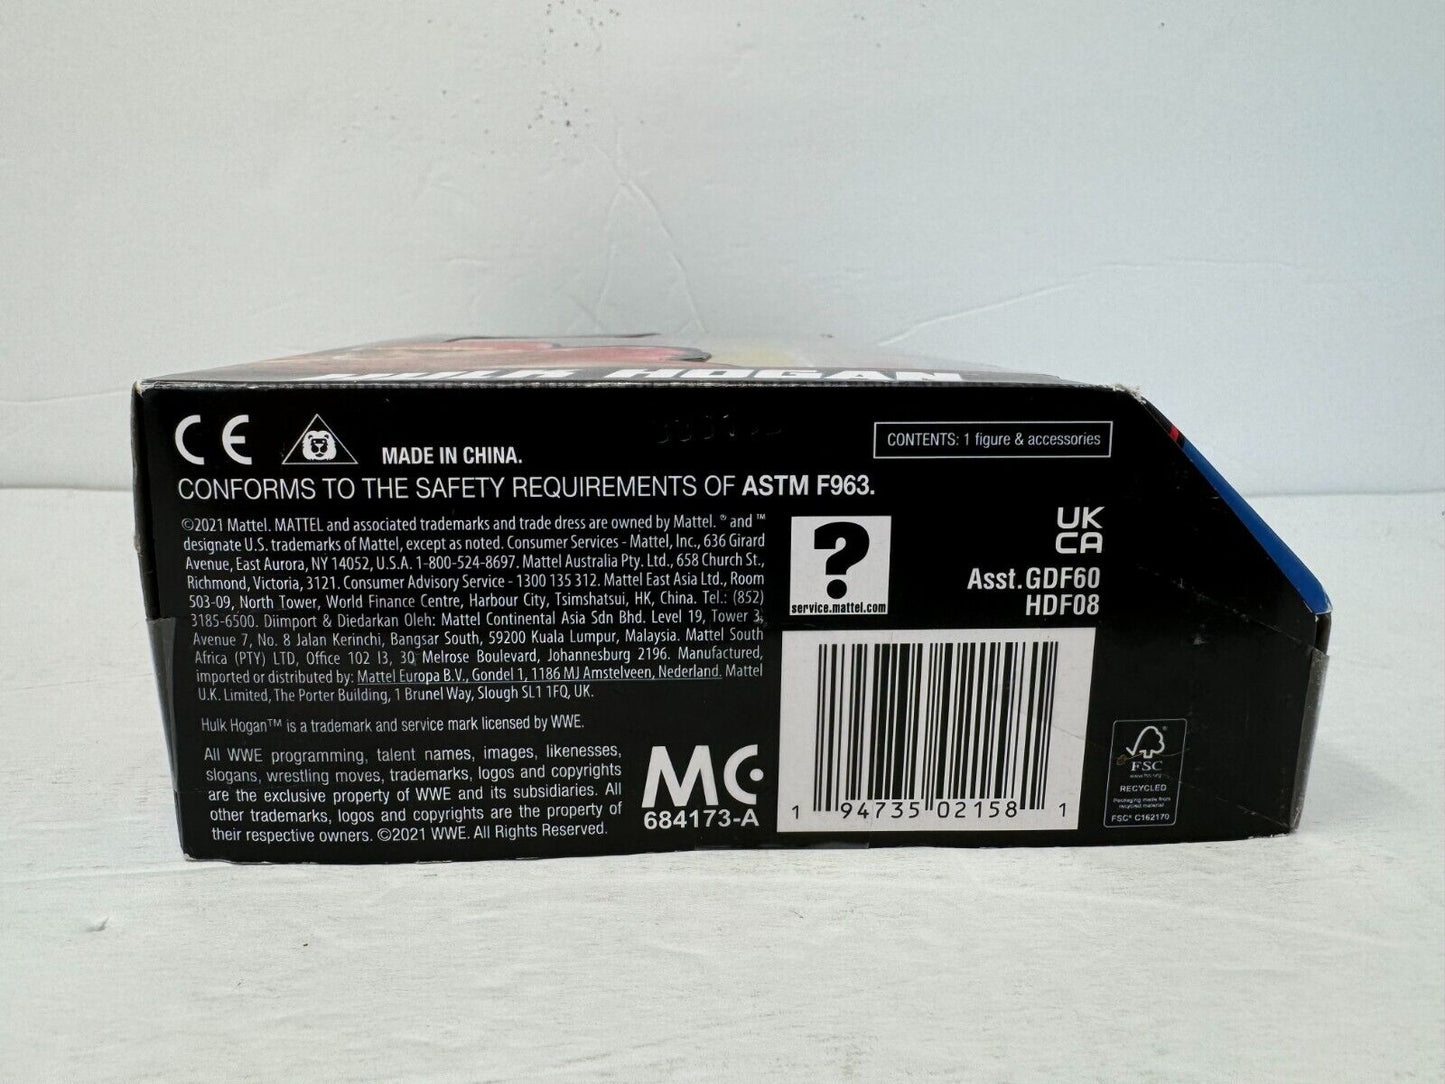 HULK HOGAN
CE
MADE IN CHINA.
CONTENTS: 1 figure & accessories
CONFORMS TO THE SAFETY REQUIREMENTS OF ASTM F963.
©2021 Mattel. MATTEL and associated trademarks and trade dress are owned by Mattel. ® and ™
designate U.S. trademarks of Mattel, except as noted. Consumer Services - Mattel, Inc., 636 Girard
Avenue, East Aurora, NY 14052, U.S.A. 1-800-524-8697. Mattel Australia Pty. Ltd., 658 Church St.,
Richmond, Victoria, 3121. Consumer Advisory Service - 1300 135 312. Mattel East Asia Ltd., Room
503-09, North Tower, World Finance Centre, Harbour City, Tsimshatsui, HK, China. Tel.: (852)
3185-6500. Diimport & Diedarkan Oleh: Mattel Continental Asia Sdn Bhd. Level 19, Tower 3,
Avenue 7, No. 8 Jalan Kerinchi, Bangsar South, 59200 Kuala Lumpur, Malaysia. Mattel South
Africa (PTY) LTD, Office 102 I3, 30 Melrose Boulevard, Johannesburg 2196. Manufactured,
imported or distributed by: Mattel Europa B.V., Gondel 1, 1186 MJ Amstelveen, Nederland. Mattel
U.K. Limited, The Porter Building, 1 Brunel Way, Slough SL1 1FQ, UK.
Hulk Hogan™ is a trademark and service mark licensed by WWE.
All WWE programming, talent names, images, likenesses,
slogans, wrestling moves, trademarks, logos and copyrights
are the exclusive property of WWE and its subsidiaries. All
other trademarks, logos and copyrights are the property of
their respective owners. ©2021 WWE. All Rights Reserved.
MC
684173-A
?
service.mattel.com
UK
CA
Asst. GDF60
HDF08
1 94735 02158 1
FSC
www.fsc.org
RECYCLED
Packaging made from
recycled material
FSC® C162170